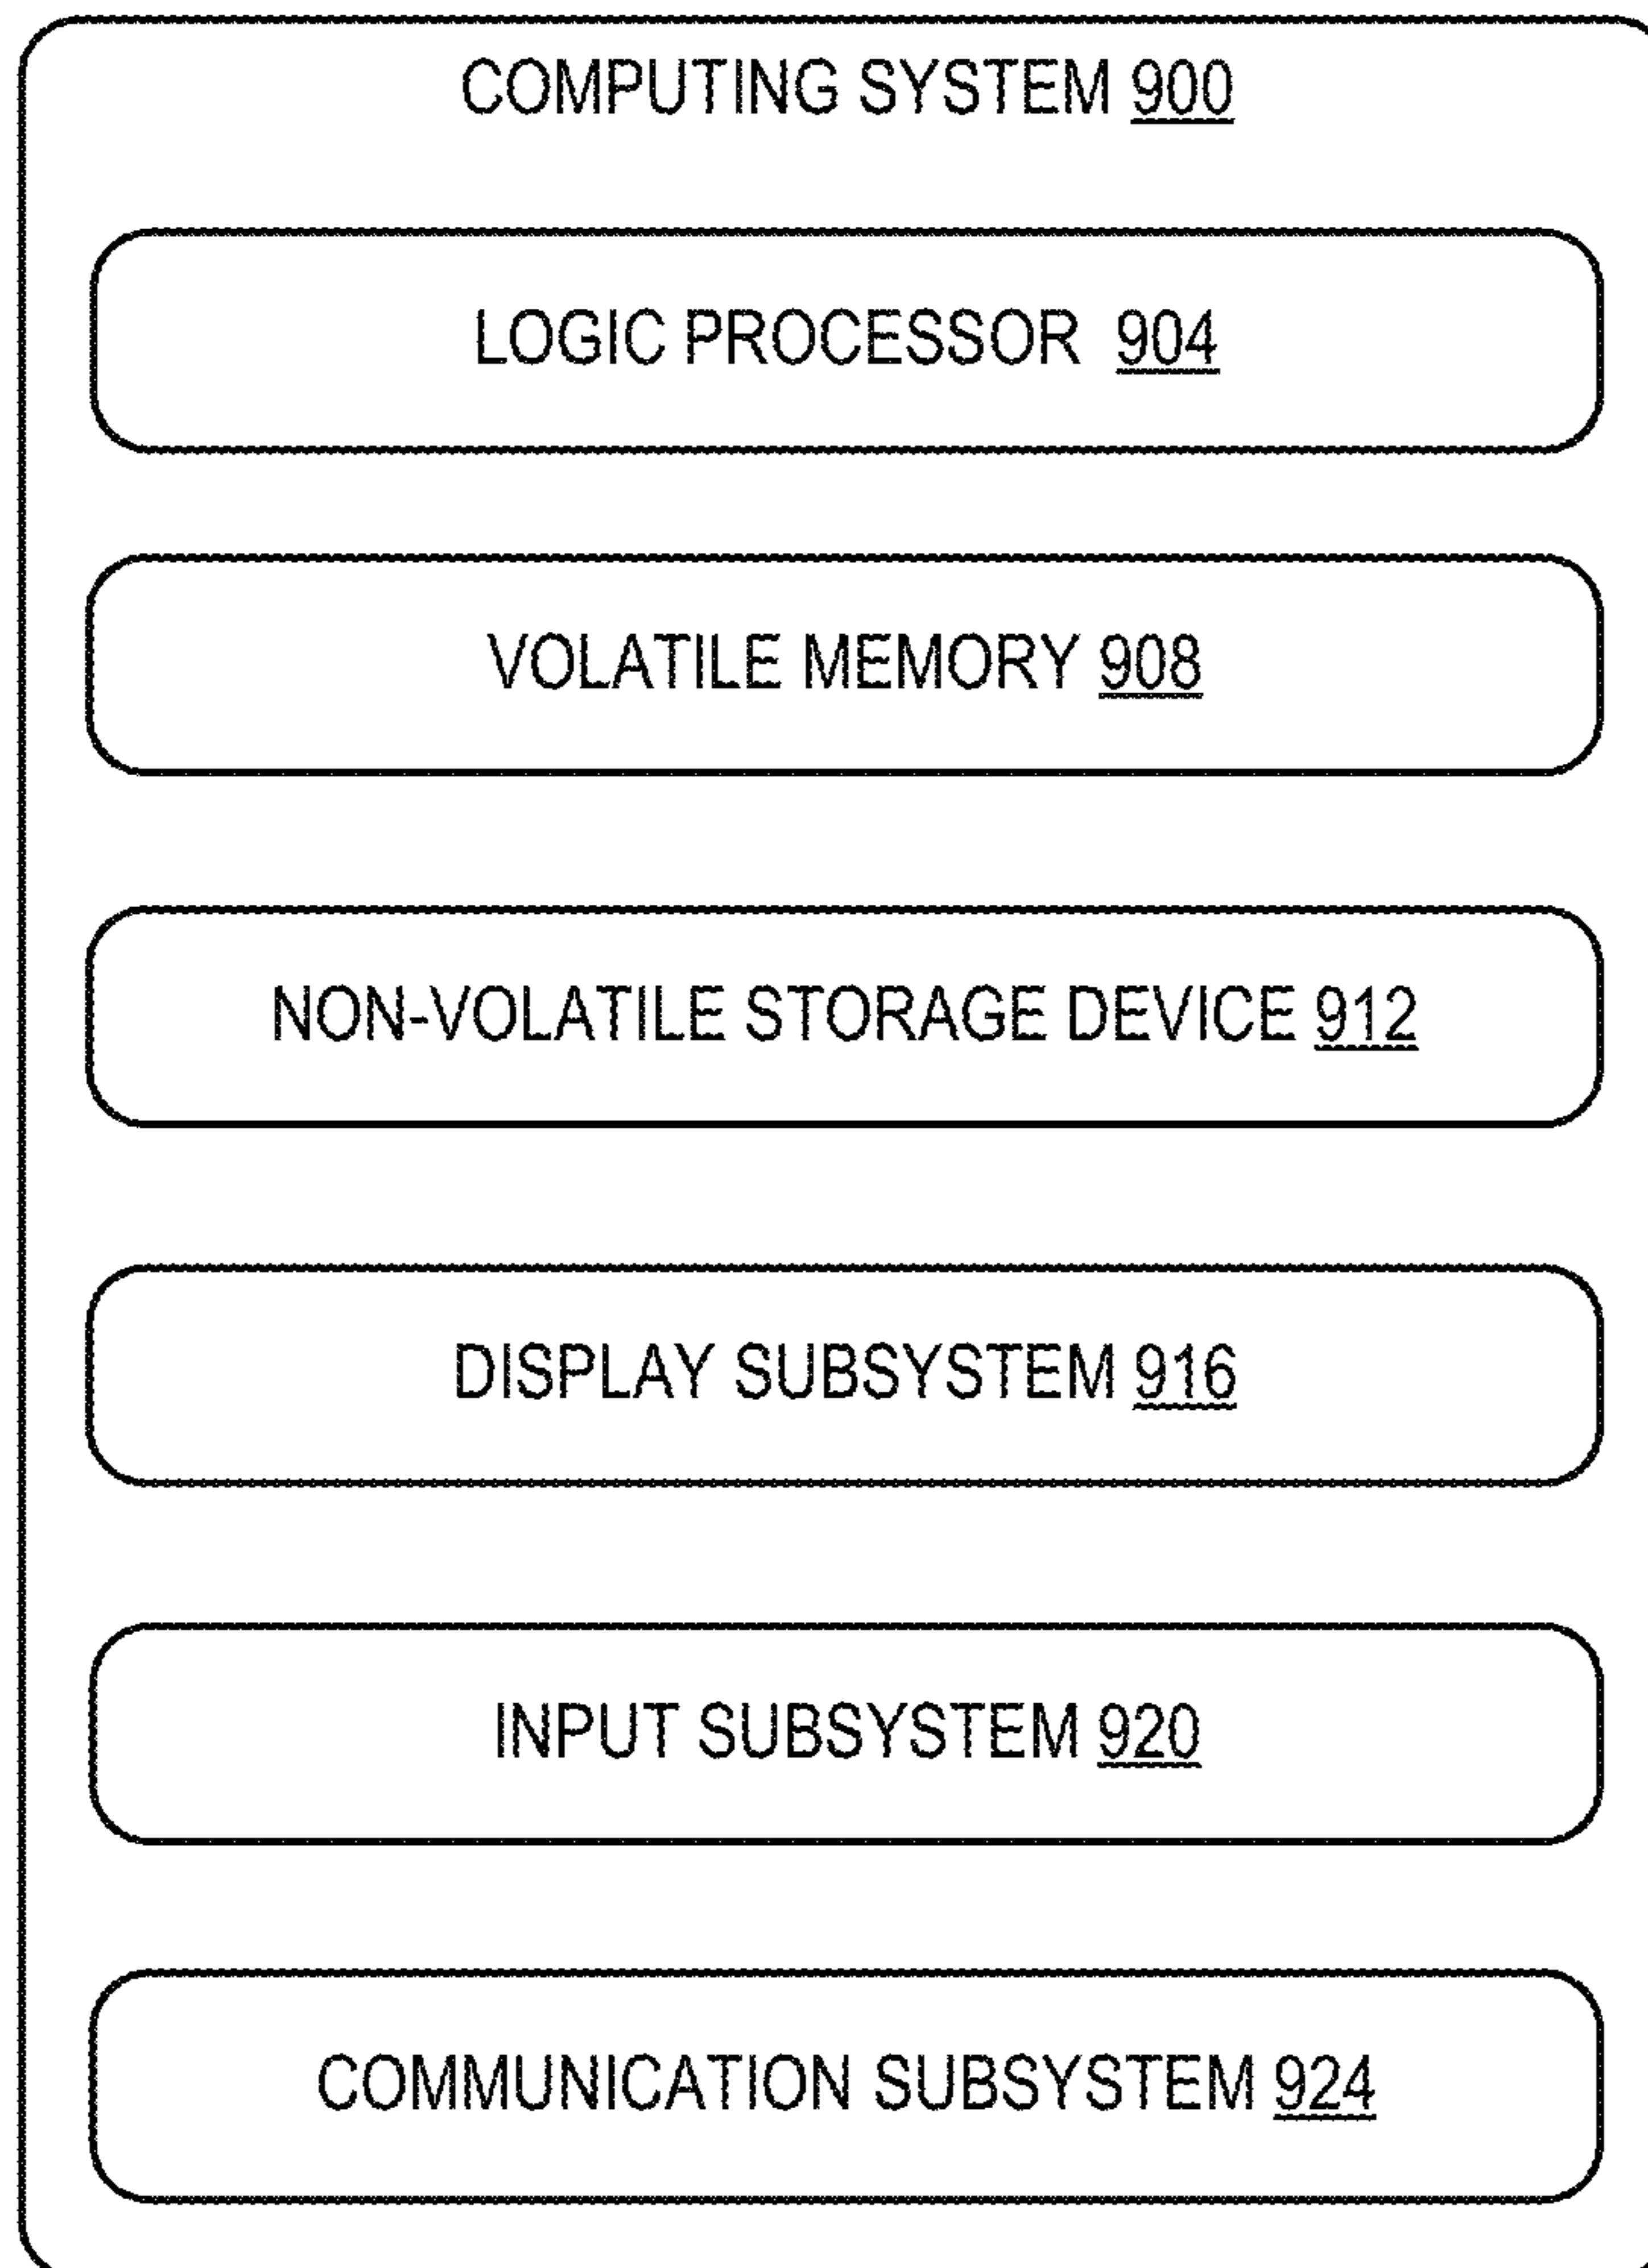 COMPUTING SYSTEM 900
LOGIC PROCESSOR 904
VOLATILE MEMORY 908
NON-VOLATILE STORAGE DEVICE 912
DISPLAY SUBSYSTEM 916
INPUT SUBSYSTEM 920
COMMUNICATION SUBSYSTEM 924